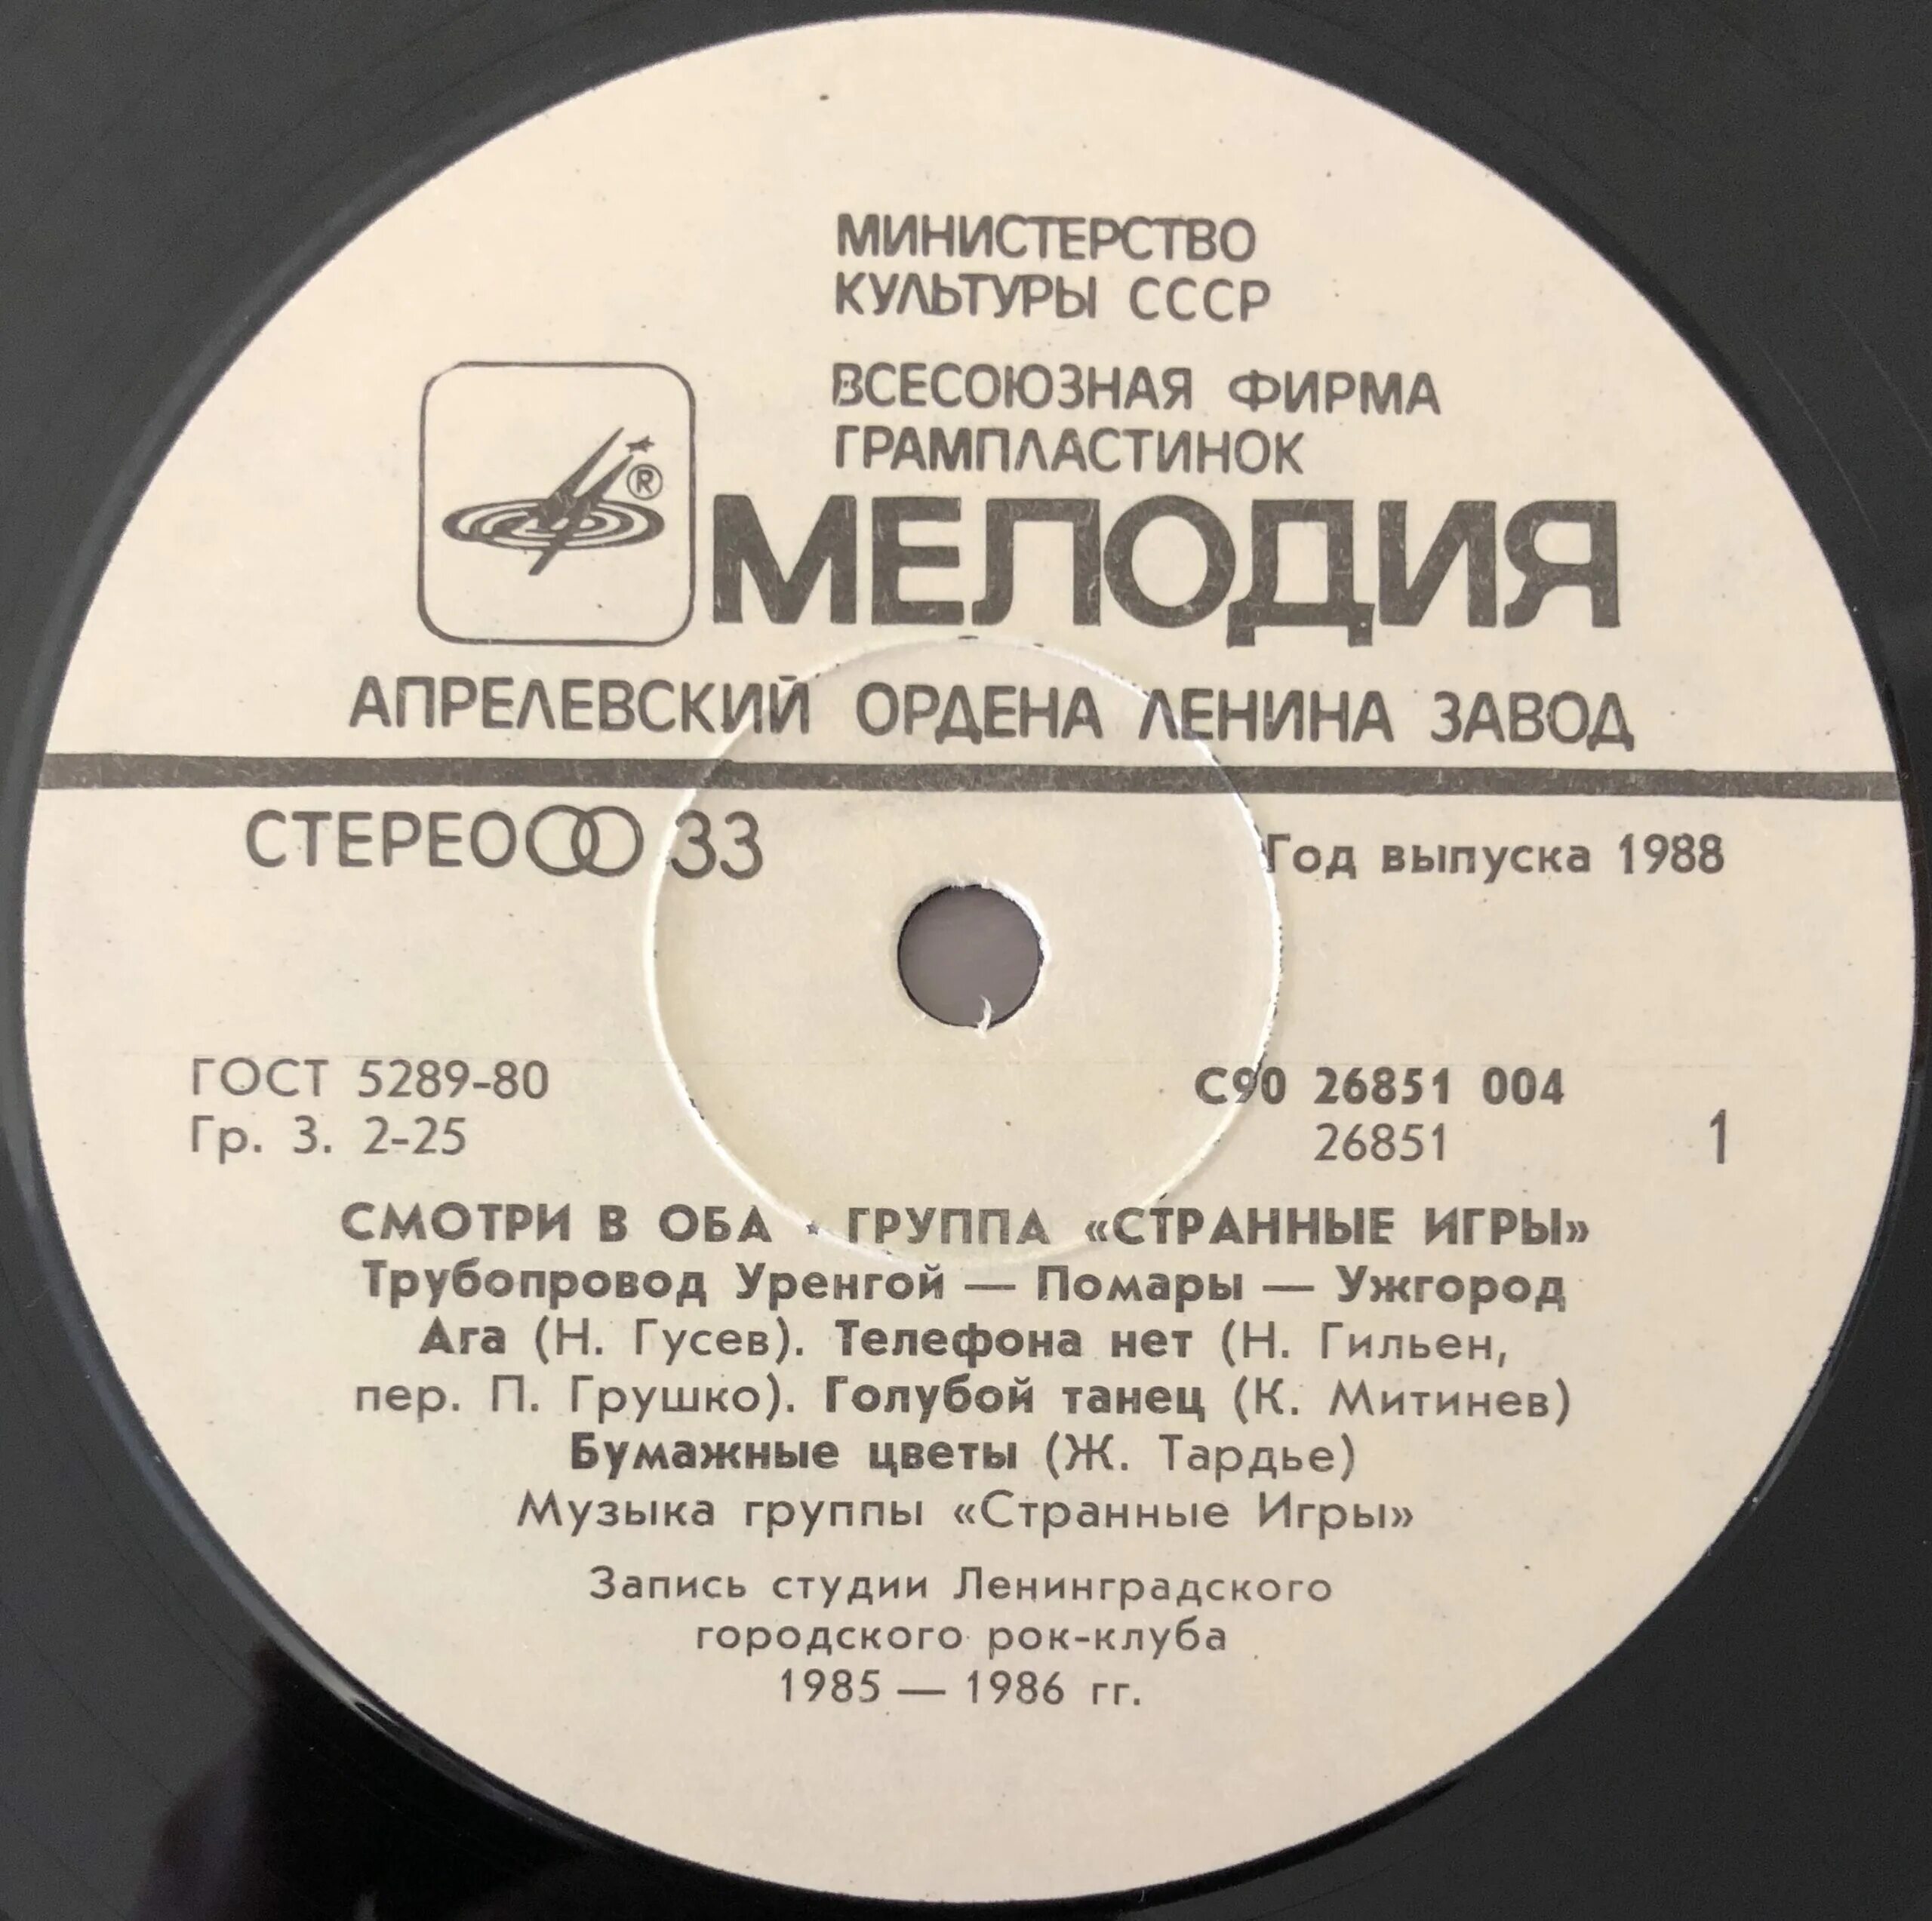 МИНИСТЕРСТВО
КУЛЬТУРЫ СССР
ВСЕСОЮЗНАЯ ФИРМА
ГРАМПЛАСТИНОК
®
МЕЛОДИЯ
АПРЕЛЕВСКИЙ ОРДЕНА ЛЕНИНА ЗАВОД
СТЕРЕО 33
Год выпуска 1988
ГОСТ 5289-80
Гр. 3. 2-25
С90 26851 004
26851
1
СМОТРИ В ОБА • ГРУППА «СТРАННЫЕ ИГРЫ»
Трубопровод Уренгой — Помары — Ужгород
Ага (Н. Гусев). Телефона нет (Н. Гильен,
пер. П. Грушко). Голубой танец (К. Митинев)
Бумажные цветы (Ж. Тардье)
Музыка группы «Странные Игры»
Запись студии Ленинградского
городского рок-клуба
1985 — 1986 гг.